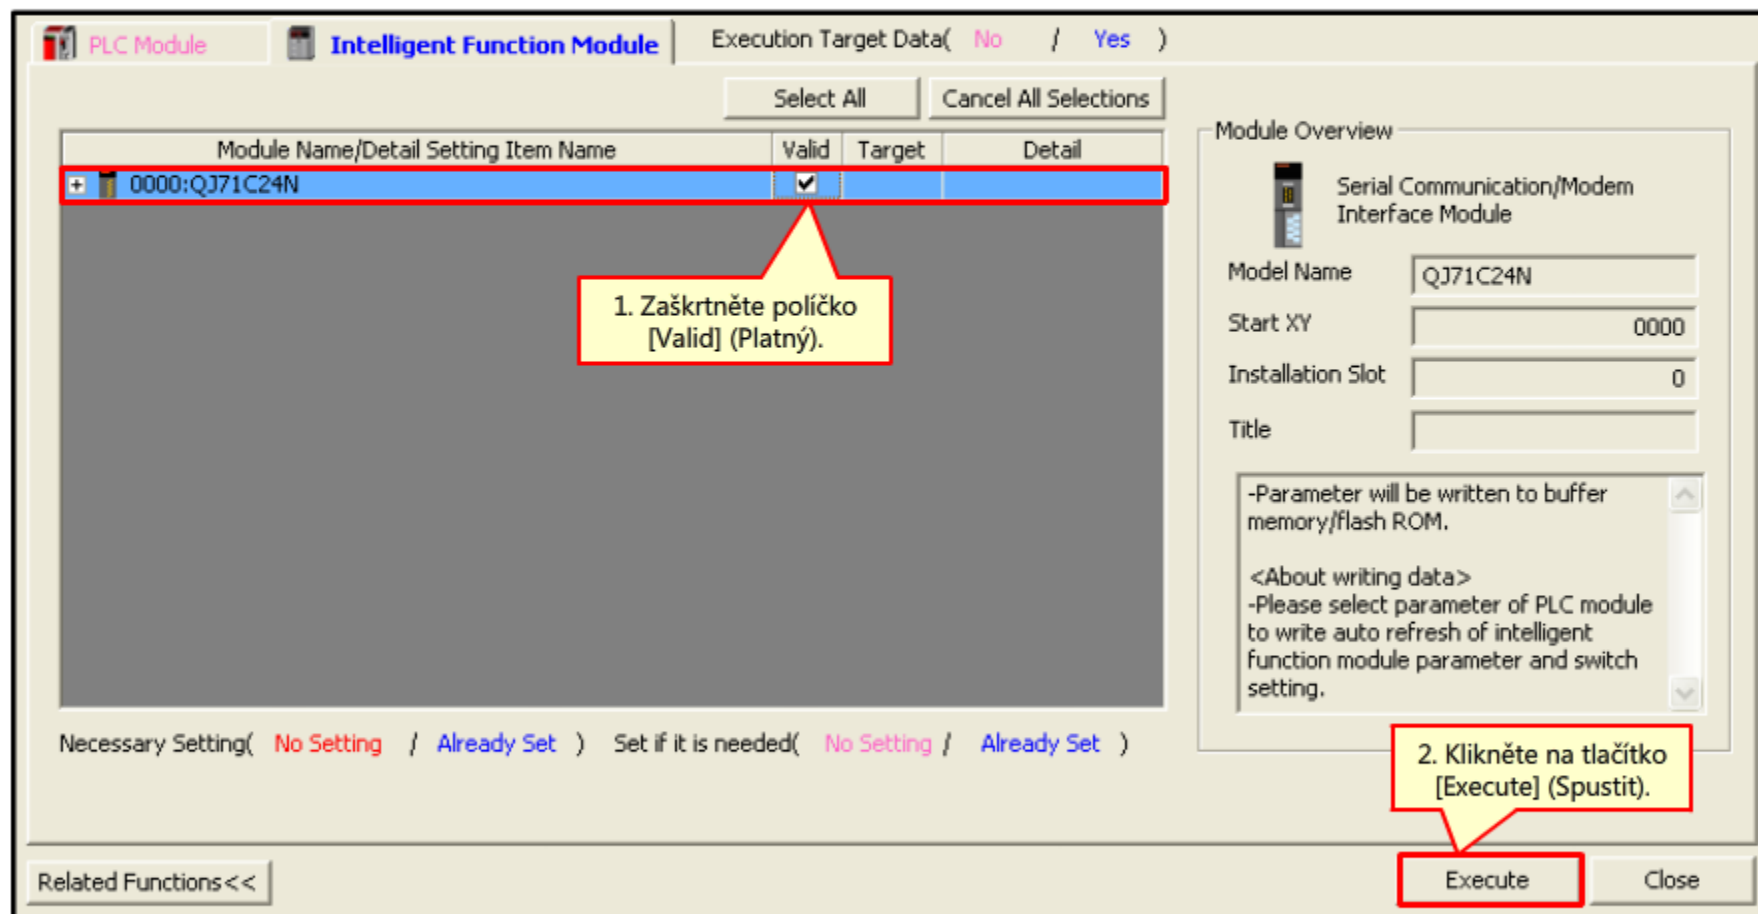 PLC Module
Intelligent Function Module
Execution Target Data( No / Yes )
Select All
Cancel All Selections
Module Name/Detail Setting Item Name Valid Target Detail
0000:QJ71C24N
1. Zaškrtněte políčko
[Valid] (Platný).
Module Overview
Serial Communication/Modem
Interface Module
Model Name QJ71C24N
Start XY 0000
Installation Slot 0
Title
-Parameter will be written to buffer
memory/flash ROM.
<About writing data>
-Please select parameter of PLC module
to write auto refresh of intelligent
function module parameter and switch
setting.
Necessary Setting( No Setting / Already Set ) Set if it is needed( No Setting / Already Set )
2. Klikněte na tlačítko
[Execute] (Spustit).
Related Functions<<
Execute
Close